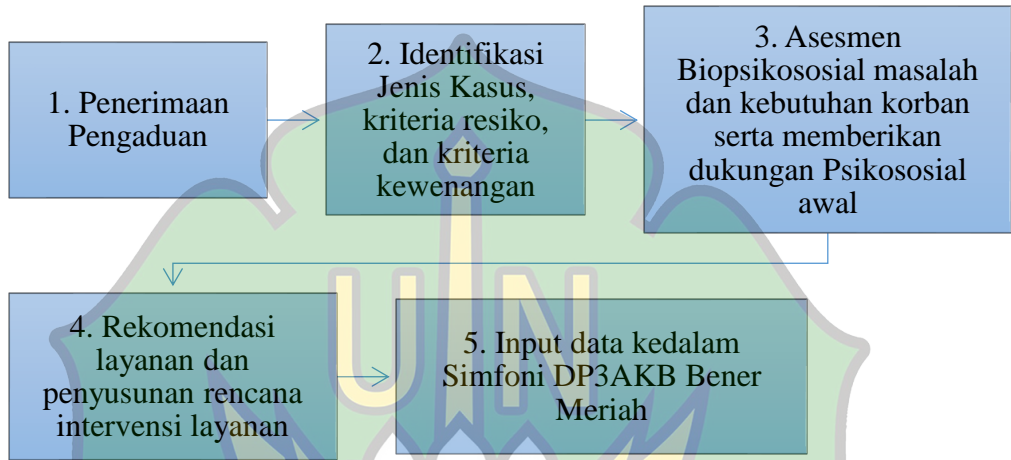 1. Penerimaan
Pengaduan
2. Identifikasi
Jenis Kasus,
kriteria resiko,
dan kriteria
kewenangan
3. Asesmen
Biopsikososial masalah
dan kebutuhan korban
serta memberikan
dukungan Psikososial
awal
4. Rekomendasi
layanan dan
penyusunan rencana
intervensi layanan
5. Input data kedalam
Simfoni DP3AKB Bener
Meriah
UIN